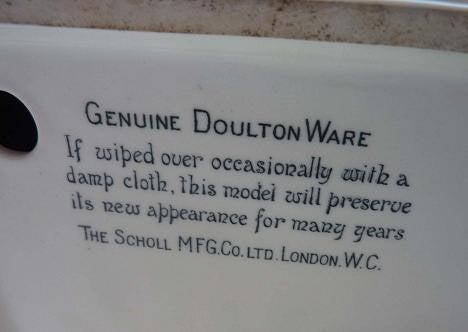 GENUINE DOULTON WARE
If wiped over occasionally with a
damp cloth, this model will preserve
its new appearance for many years
THE SCHOLL MFG. CO. LTD. LONDON. W.C.